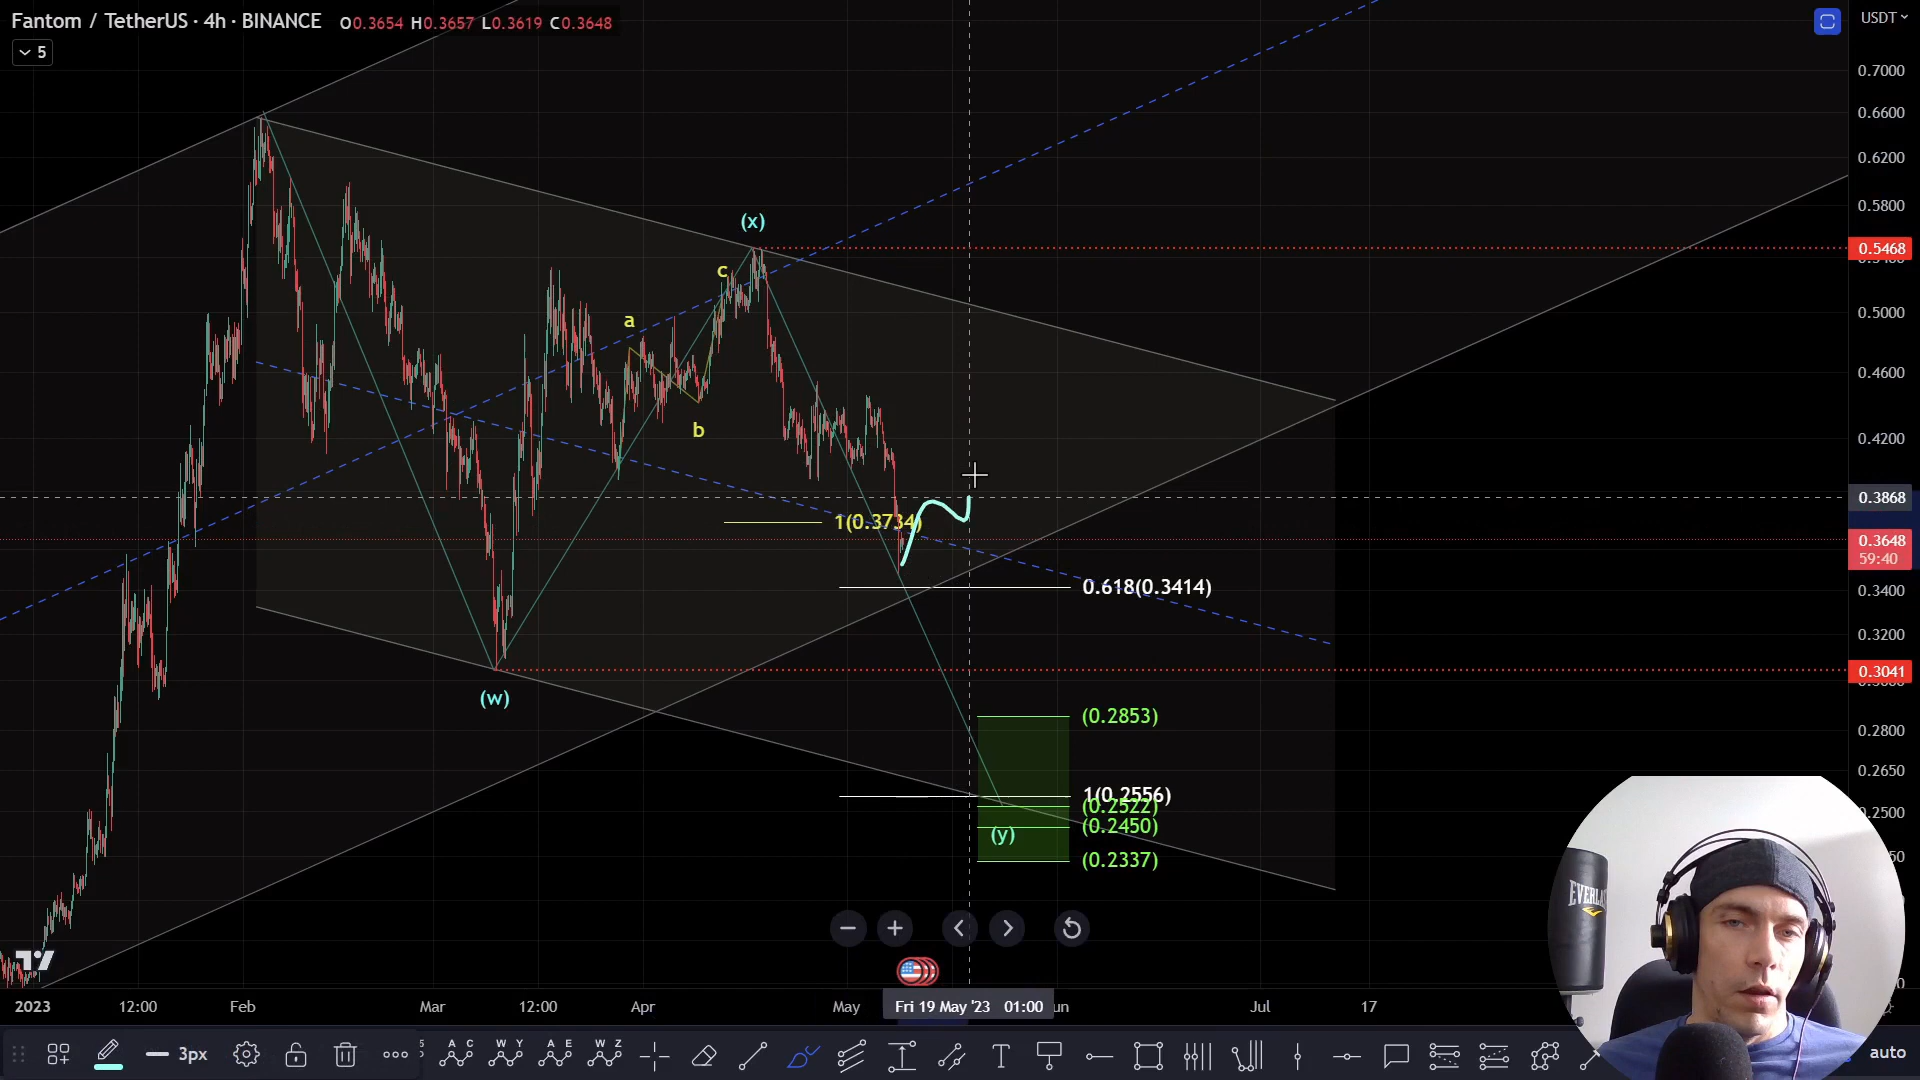 Fantom / TetherUS · 4h · BINANCE O0.3654 H0.3657 L0.3619 C0.3648
USDT
5
0.7000
0.6600
0.6200
0.5800
(x)
0.5468
c
0.5000
a
0.4600
b
0.4200
0.3868
1(0.3734)
0.3648
59:40
0.618(0.3414)
0.3400
0.3200
0.3041
(w)
(0.2853)
0.2800
0.2650
1(0.2556)
(0.2522)
0.2500
(0.2450)
(y)
(0.2337)
EVERLAS
2023 12:00 Feb Mar 12:00 Apr May Fri 19 May '23 01:00 un Jul 17
3px
A C
W Y
A E
W Z
T
auto